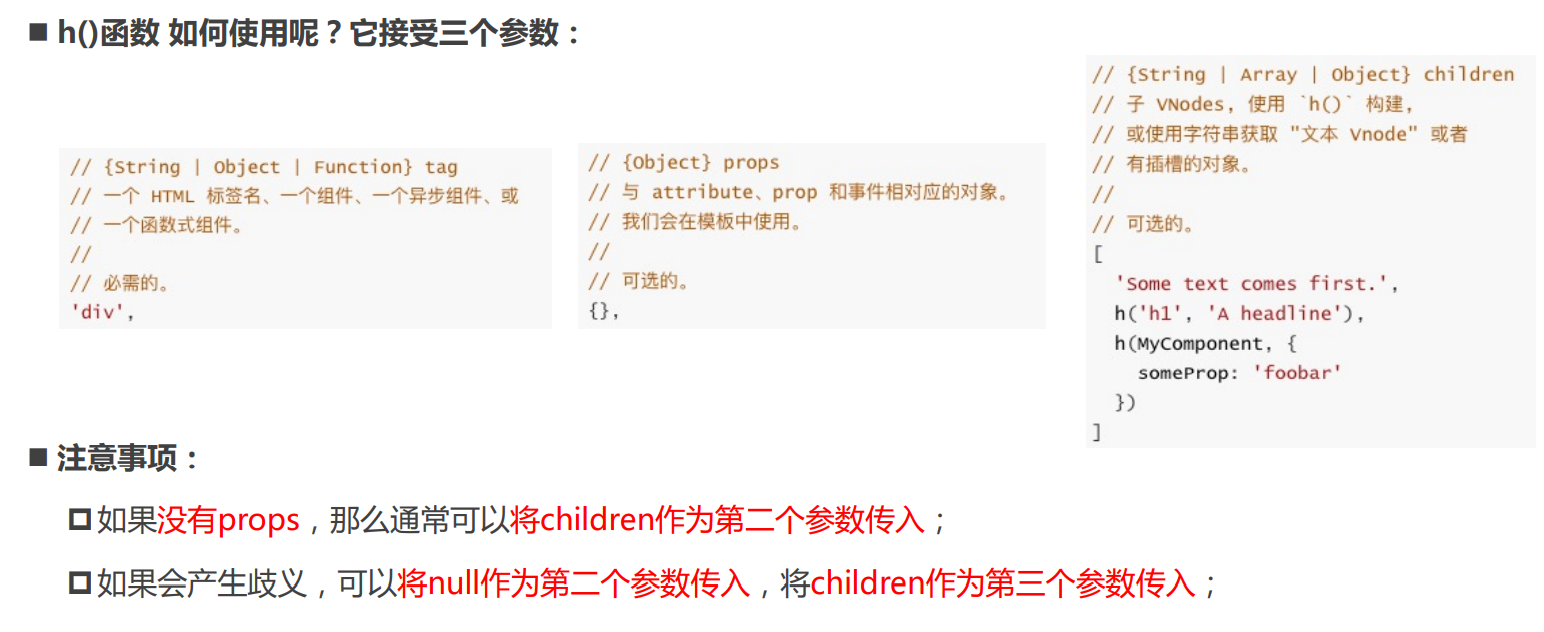 ■ h()函数 如何使用呢？它接受三个参数：
// {String | Object | Function} tag
// 一个 HTML 标签名、一个组件、一个异步组件、或
// 一个函数式组件。
//
// 必需的。
'div',
// {Object} props
// 与 attribute、prop 和事件相对应的对象。
// 我们会在模板中使用。
//
// 可选的。
{},
// {String | Array | Object} children
// 子 VNodes, 使用 `h()` 构建,
// 或使用字符串获取 "文本 Vnode" 或者
// 有插槽的对象。
//
// 可选的。
[
'Some text comes first.',
h('h1', 'A headline'),
h(MyComponent, {
someProp: 'foobar'
})
]
■ 注意事项：
如果没有props，那么通常可以将children作为第二个参数传入；
如果会产生歧义，可以将null作为第二个参数传入，将children作为第三个参数传入；